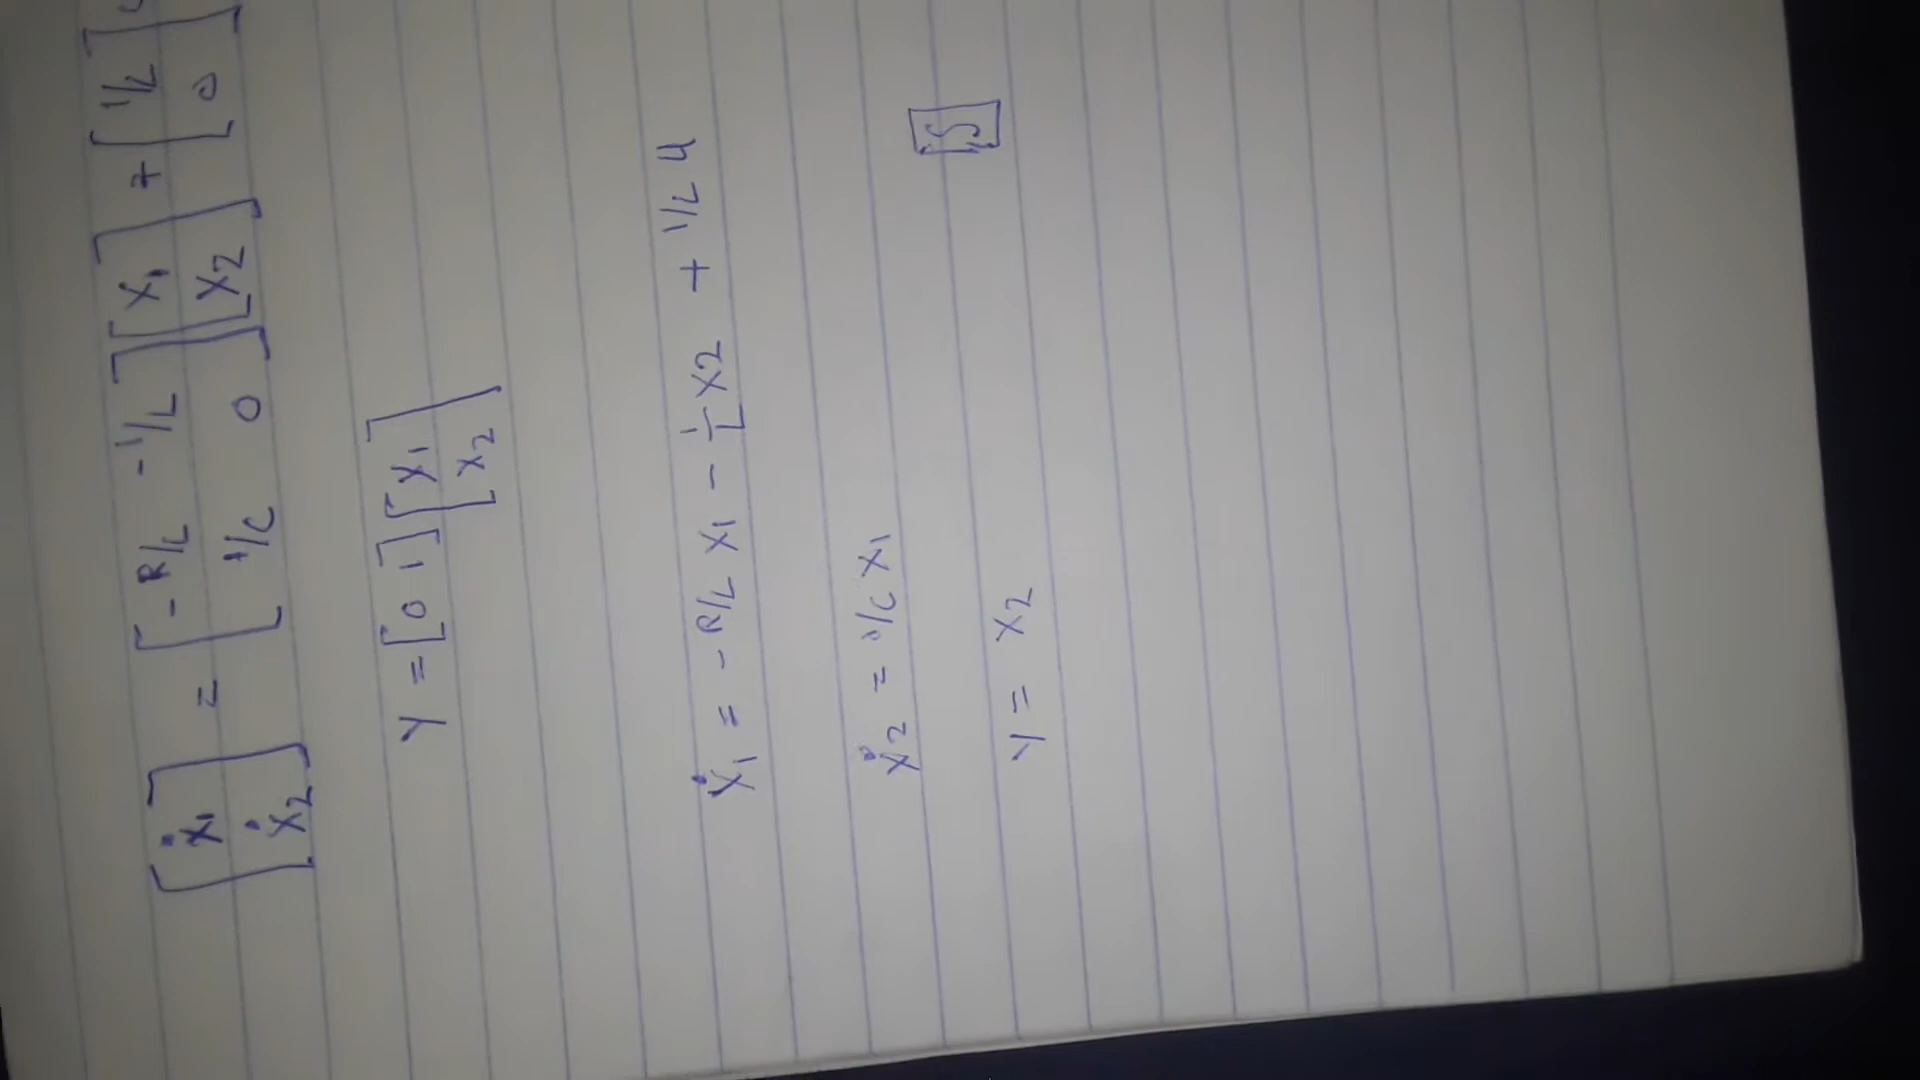 [ẋ1 ẋ2] = [-R/L -1/L 1/C 0] [x1 x2] + [1/L 0] u
y = [0 1] [x1 x2]
ẋ1 = -R/L x1 - 1/L x2 + 1/L u
ẋ2 = 1/C x1
y = x2